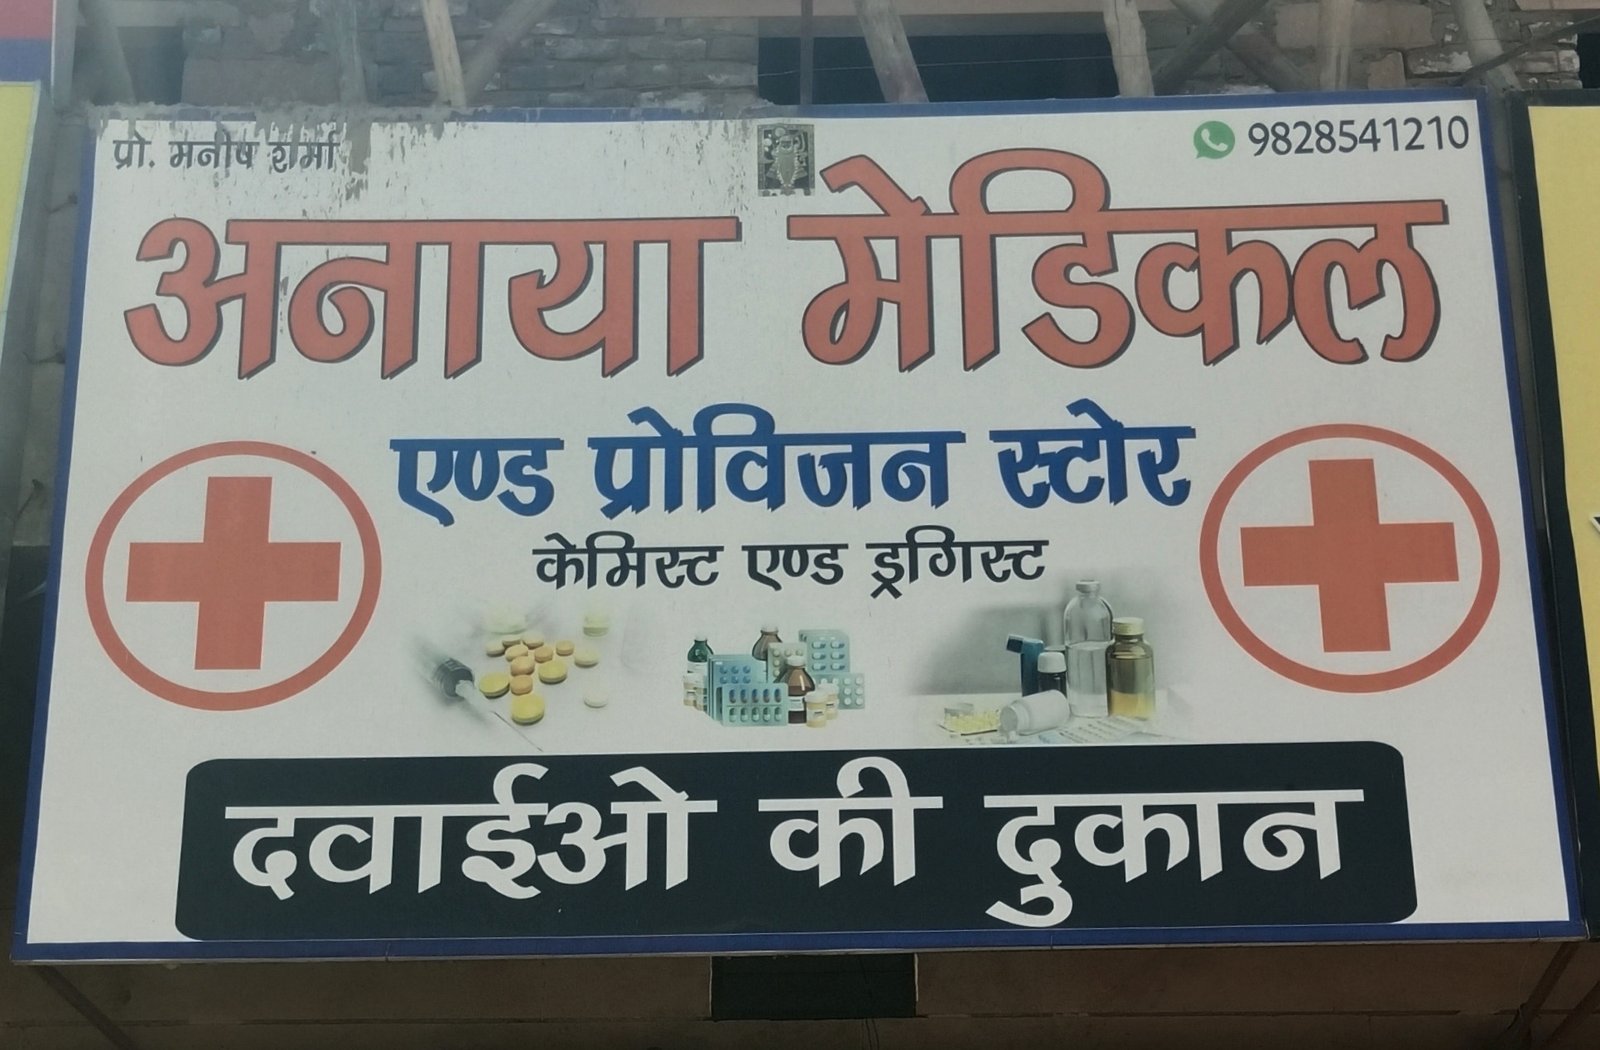 प्रो. मनीष शर्मा
9828541210
अनाया मेडिकल
एण्ड प्रोविजन स्टोर
केमिस्ट एण्ड ड्रगिस्ट
दवाईओ की दुकान